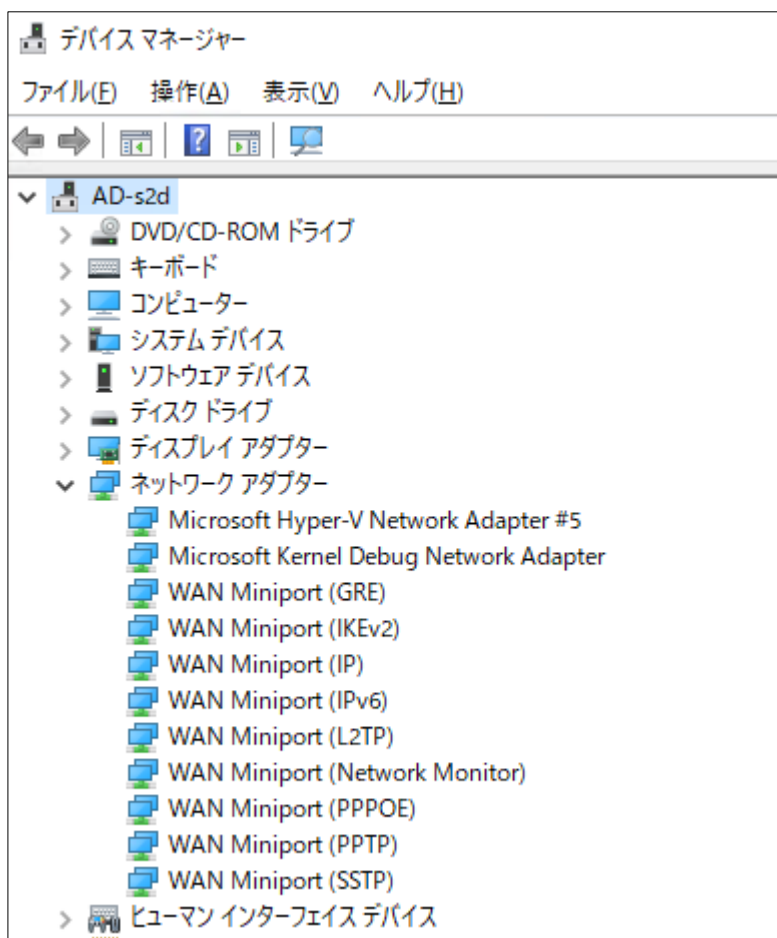 デバイス マネージャー
ファイル(F) 操作(A) 表示(V) ヘルプ(H)
AD-s2d
DVD/CD-ROM ドライブ
キーボード
コンピューター
システム デバイス
ソフトウェア デバイス
ディスク ドライブ
ディスプレイ アダプター
ネットワーク アダプター
Microsoft Hyper-V Network Adapter #5
Microsoft Kernel Debug Network Adapter
WAN Miniport (GRE)
WAN Miniport (IKEv2)
WAN Miniport (IP)
WAN Miniport (IPv6)
WAN Miniport (L2TP)
WAN Miniport (Network Monitor)
WAN Miniport (PPPOE)
WAN Miniport (PPTP)
WAN Miniport (SSTP)
ヒューマン インターフェイス デバイス